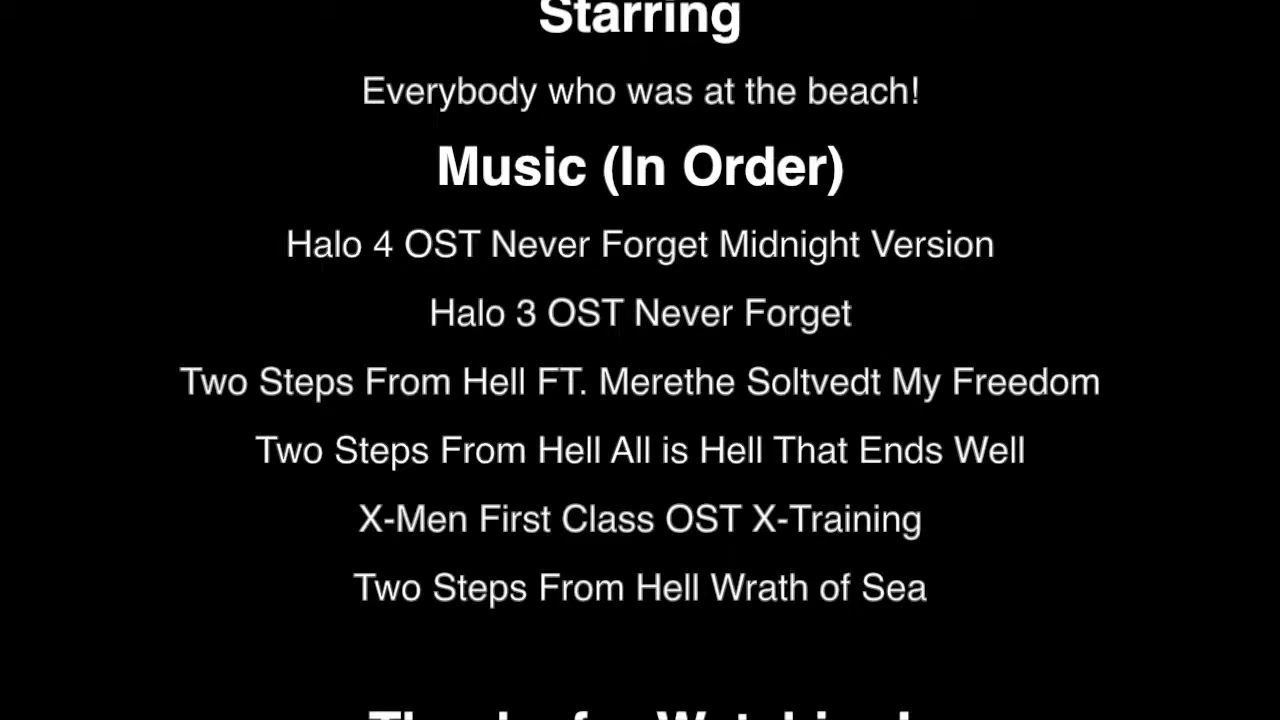 Starring
Everybody who was at the beach!
Music (In Order)
Halo 4 OST Never Forget Midnight Version
Halo 3 OST Never Forget
Two Steps From Hell FT. Merethe Soltvedt My Freedom
Two Steps From Hell All is Hell That Ends Well
X-Men First Class OST X-Training
Two Steps From Hell Wrath of Sea